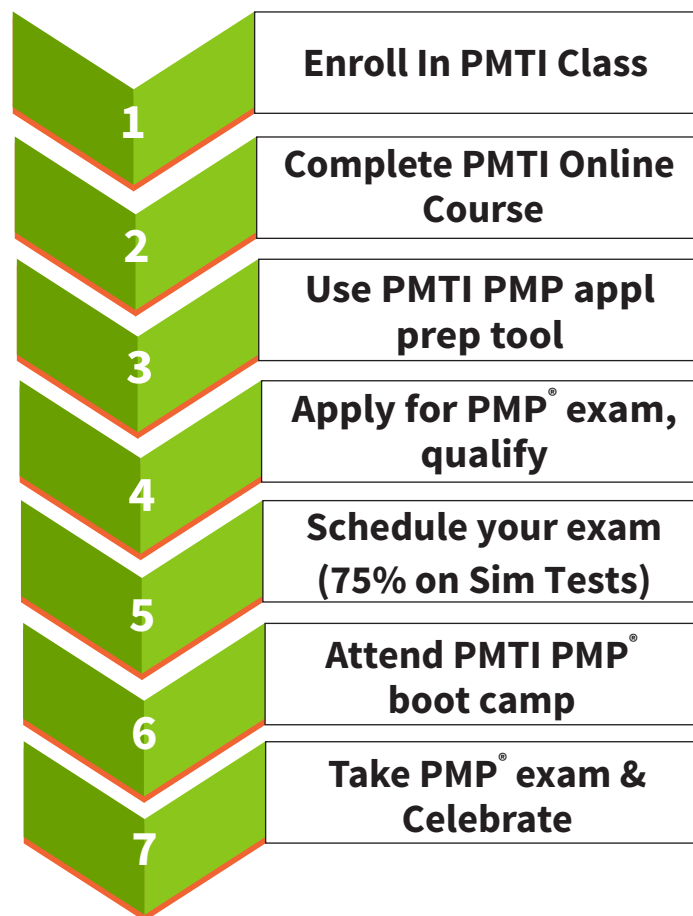 1
Enroll In PMTI Class
2
Complete PMTI Online
Course
3
Use PMTI PMP appl
prep tool
4
Apply for PMP® exam,
qualify
5
Schedule your exam
(75% on Sim Tests)
6
Attend PMTI PMP®
boot camp
7
Take PMP® exam &
Celebrate